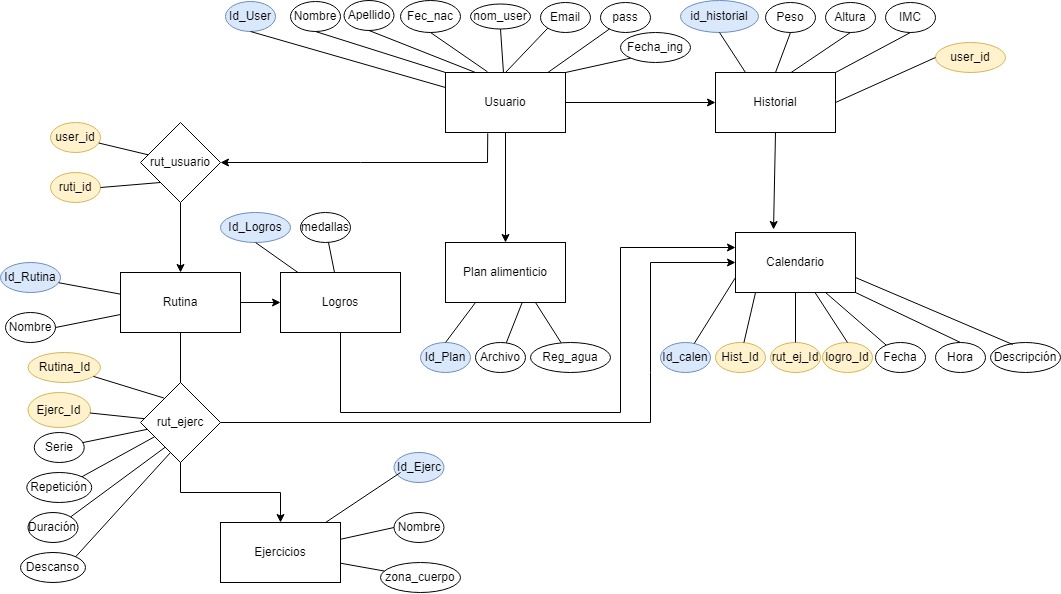 Id_User
Nombre
Apellido
Fec_nac
nom_user
Email
pass
Fecha_ing
id_historial
Peso
Altura
IMC
user_id
Usuario
Historial
user_id
ruti_id
rut_usuario
Id_Logros
medallas
Id_Rutina
Nombre
Rutina
Logros
Plan alimenticio
Calendario
Id_Plan
Archivo
Reg_agua
Id_calen
Hist_Id
rut_ej_Id
logro_Id
Fecha
Hora
Descripción
Rutina_Id
Ejerc_Id
Serie
Repetición
Duración
Descanso
rut_ejerc
Id_Ejerc
Nombre
zona_cuerpo
Ejercicios